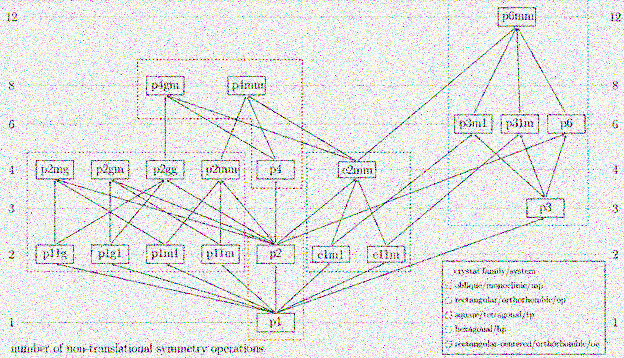 12 p6mm 12
8 p4gm p4mm 8
6 p3m1 p31m p6 6
4 p2mg p2gm p2gg p2mm p4 c2mm 4
3 p3 3
2 p11g p1g1 p1m1 p11m p2 c1m1 c11m 2
crystal family/system
oblique/monoclinic/mp
rectangular/orthorhombic/op
square/tetragonal/tp
hexagonal/hp
rectangular-centered/orthorhombic/oc
1 p1
number of non-translational symmetry operations